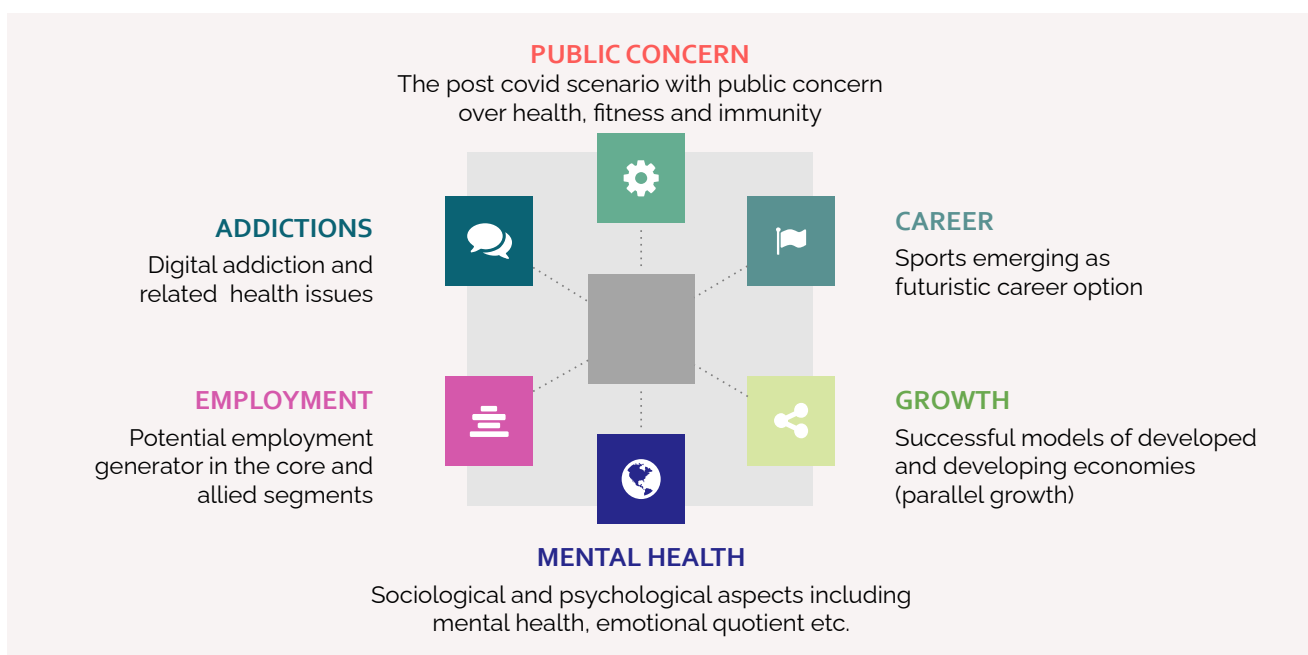 PUBLIC CONCERN
The post covid scenario with public concern
over health, fitness and immunity
ADDICTIONS
Digital addiction and
related  health issues
CAREER
Sports emerging as
futuristic career option
EMPLOYMENT
Potential employment
generator in the core and
allied segments
GROWTH
Successful models of developed
and developing economies
(parallel growth)
MENTAL HEALTH
Sociological and psychological aspects including
mental health, emotional quotient etc.